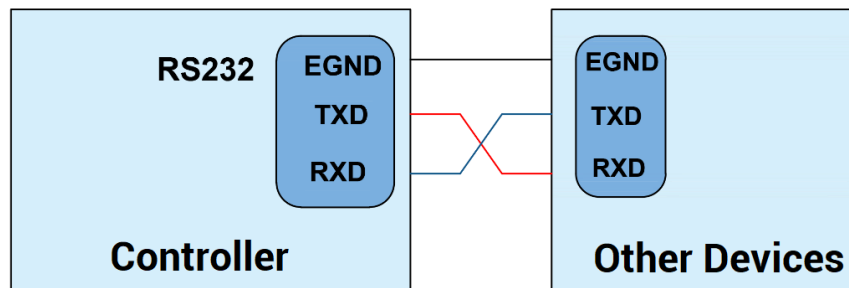 RS232
EGND
TXD
RXD
Controller
EGND
TXD
RXD
Other Devices